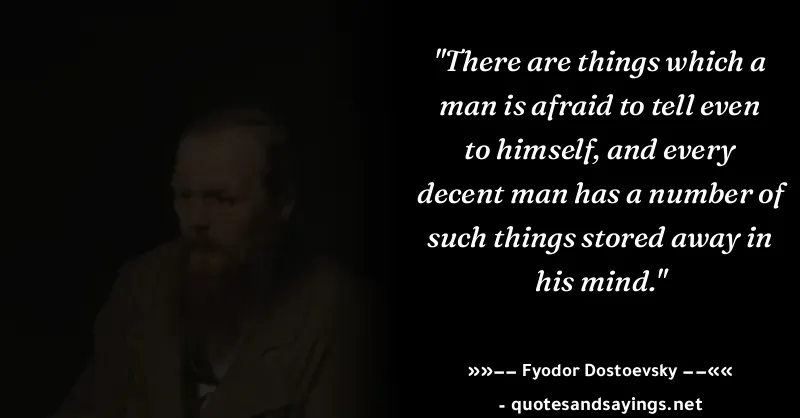 "There are things which a
man is afraid to tell even
to himself, and every
decent man has a number of
such things stored away in
his mind."
»»–– Fyodor Dostoevsky ––««
- quotesandsayings.net